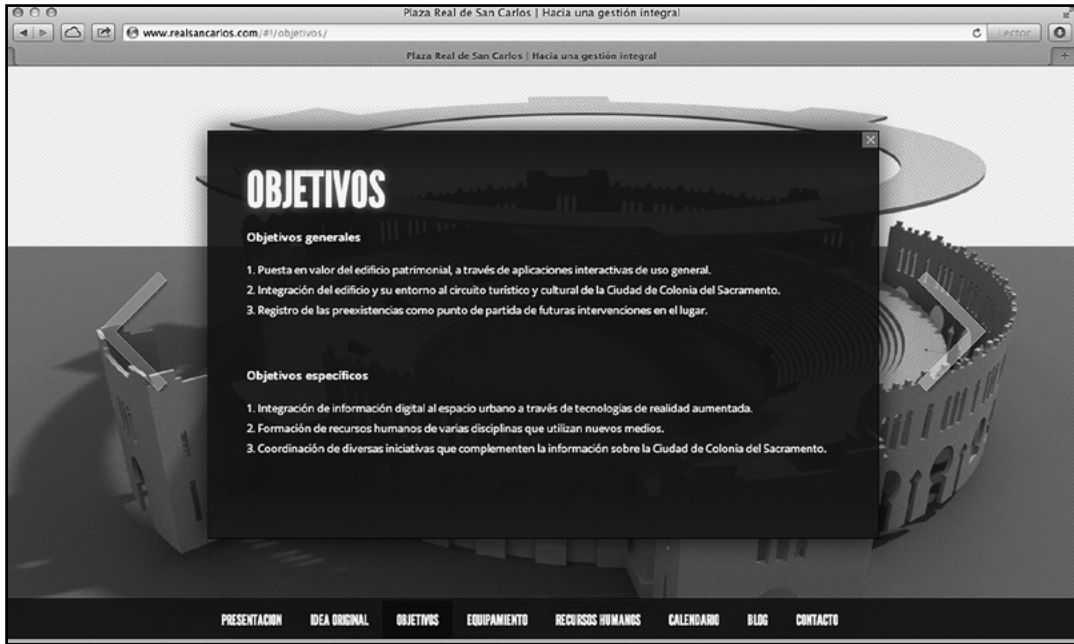 Plaza Real de San Carlos | Hacia una gestión integral
www.realsancarlos.com/#!/objetivos/
Lector
Plaza Real de San Carlos | Hacia una gestión integral
OBJETIVOS
Objetivos generales
1. Puesta en valor del edificio patrimonial, a través de aplicaciones interactivas de uso general.
2. Integración del edificio y su entorno al circuito turístico y cultural de la Ciudad de Colonia del Sacramento.
3. Registro de las preexistencias como punto de partida de futuras intervenciones en el lugar.
Objetivos específicos
1. Integración de información digital al espacio urbano a través de tecnologías de realidad aumentada.
2. Formación de recursos humanos de varias disciplinas que utilizan nuevos medios.
3. Coordinación de diversas iniciativas que complementen la información sobre la Ciudad de Colonia del Sacramento.
PRESENTACION IDEA ORIGINAL OBJETIVOS EQUIPAMIENTO RECURSOS HUMANOS CALENDARIO BLOG CONTACTO